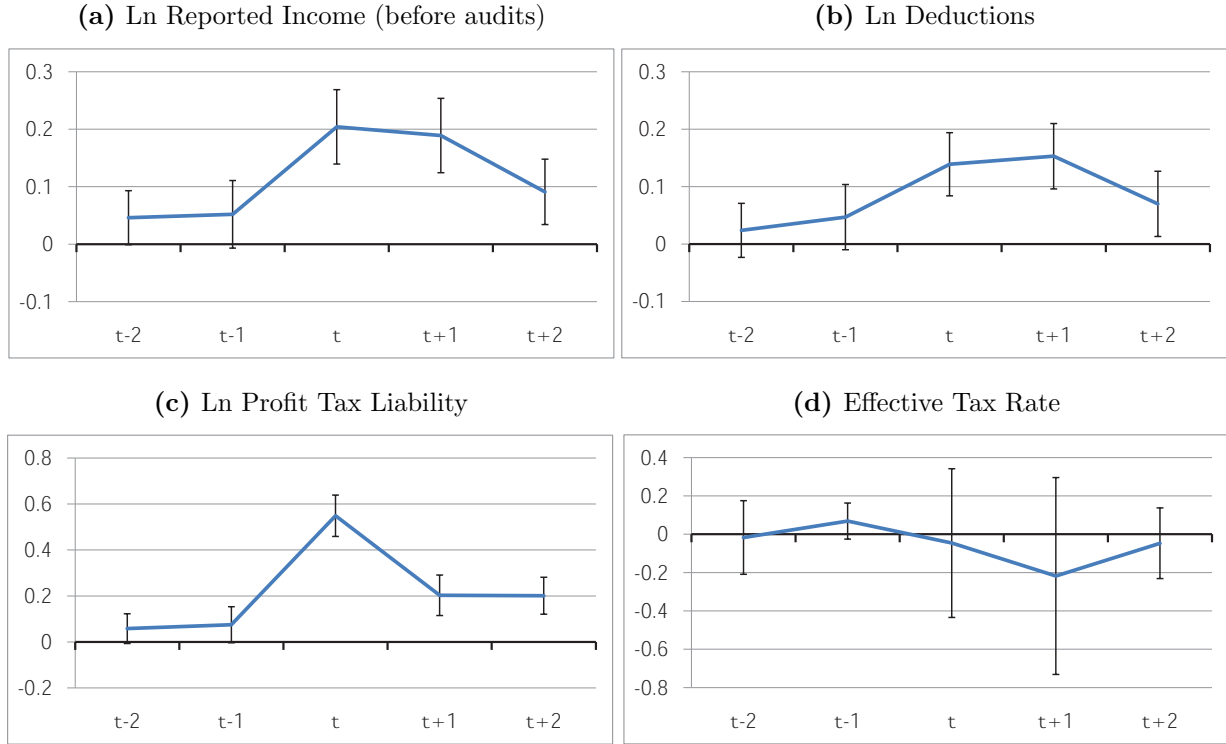 (a) Ln Reported Income (before audits)
0.3
0.2
0.1
0
-0.1
t-2 t-1 t t+1 t+2
(b) Ln Deductions
0.3
0.2
0.1
0
-0.1
t-2 t-1 t t+1 t+2
(c) Ln Profit Tax Liability
0.8
0.6
0.4
0.2
0
-0.2
t-2 t-1 t t+1 t+2
(d) Effective Tax Rate
0.4
0.2
0
-0.2
-0.4
-0.6
-0.8
t-2 t-1 t t+1 t+2